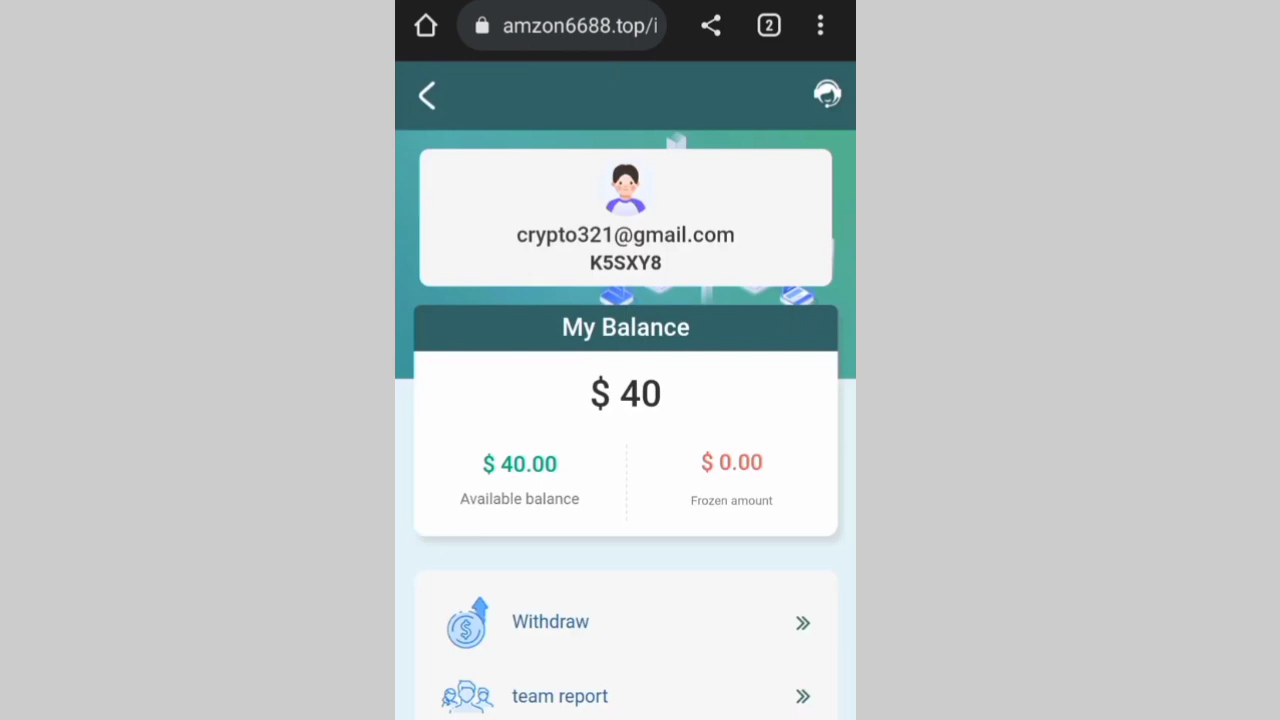 amzon6688.top/i
2
crypto321@gmail.com
K5SXY8
My Balance
$ 40
$ 40.00
$ 0.00
Available balance
Frozen amount
Withdraw
team report